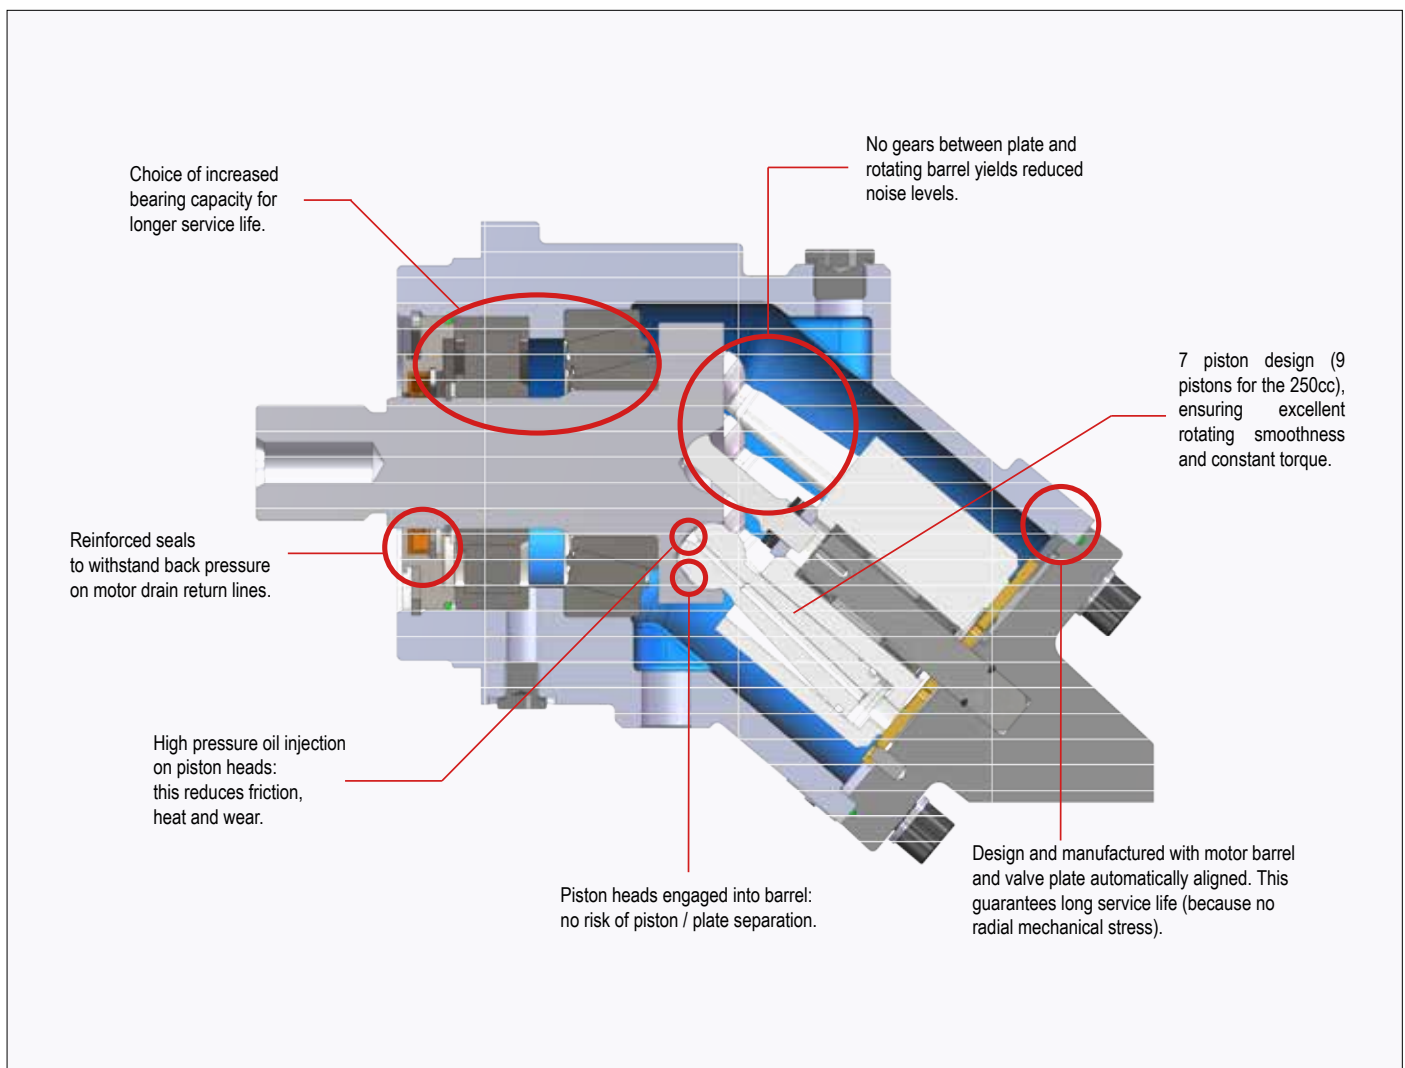 Choice of increased
bearing capacity for
longer service life.
No gears between plate and
rotating barrel yields reduced
noise levels.
7 piston design (9
pistons for the 250cc),
ensuring excellent
rotating smoothness
and constant torque.
Reinforced seals
to withstand back pressure
on motor drain return lines.
High pressure oil injection
on piston heads:
this reduces friction,
heat and wear.
Piston heads engaged into barrel:
no risk of piston / plate separation.
Design and manufactured with motor barrel
and valve plate automatically aligned. This
guarantees long service life (because no
radial mechanical stress).